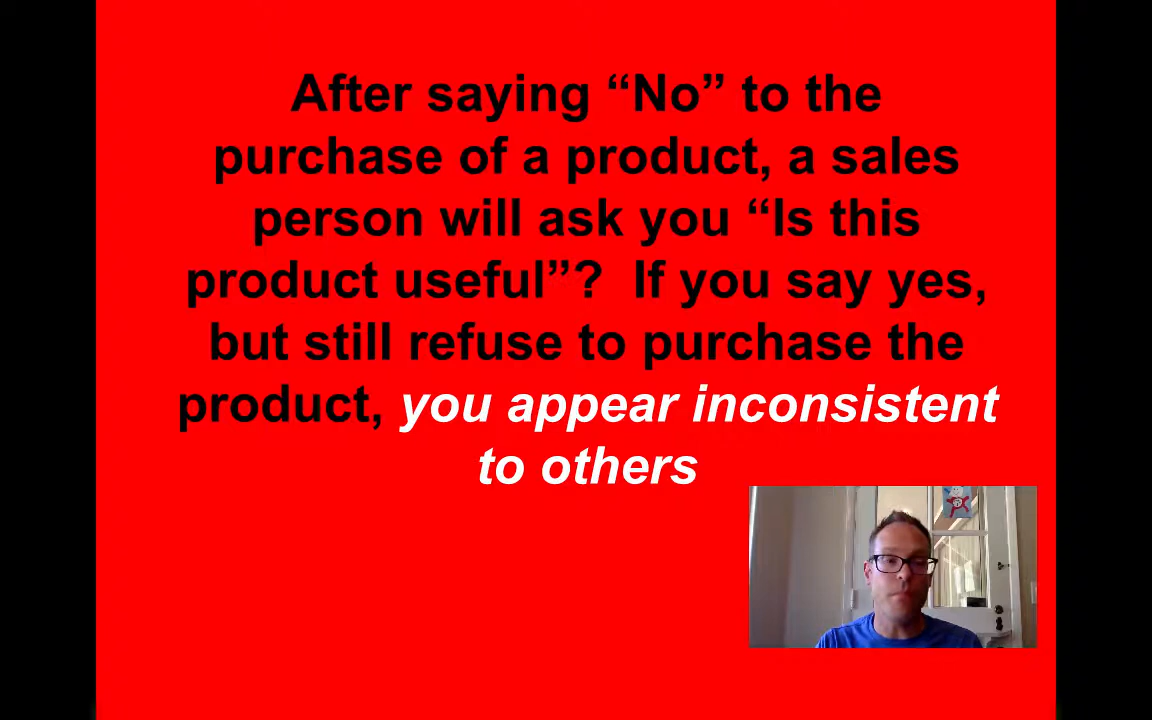 After saying “No” to the
purchase of a product, a sales
person will ask you “Is this
product useful”?  If you say yes,
but still refuse to purchase the
product, you appear inconsistent
to others